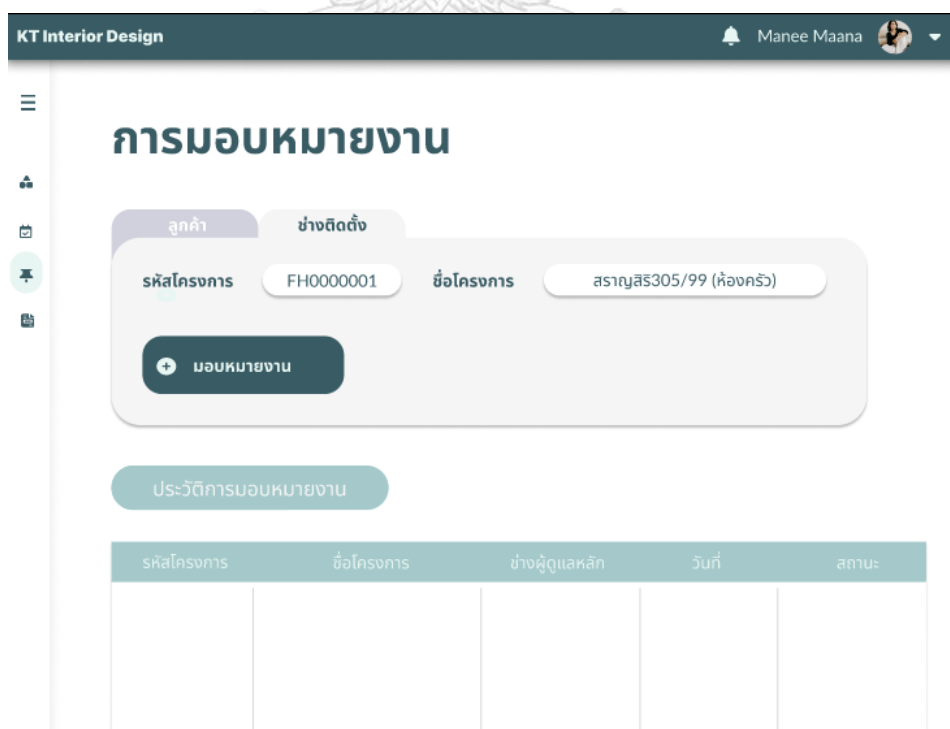 KT Interior Design Manee Maana
การมอบหมายงาน
ลูกค้า ช่างติดตั้ง
รหัสโครงการ FH0000001 ชื่อโครงการ สราญสิริ305/99 (ห้องครัว)
มอบหมายงาน
ประวัติการมอบหมายงาน
รหัสโครงการ ชื่อโครงการ ช่างผู้ดูแลหลัก วันที่ สถานะ